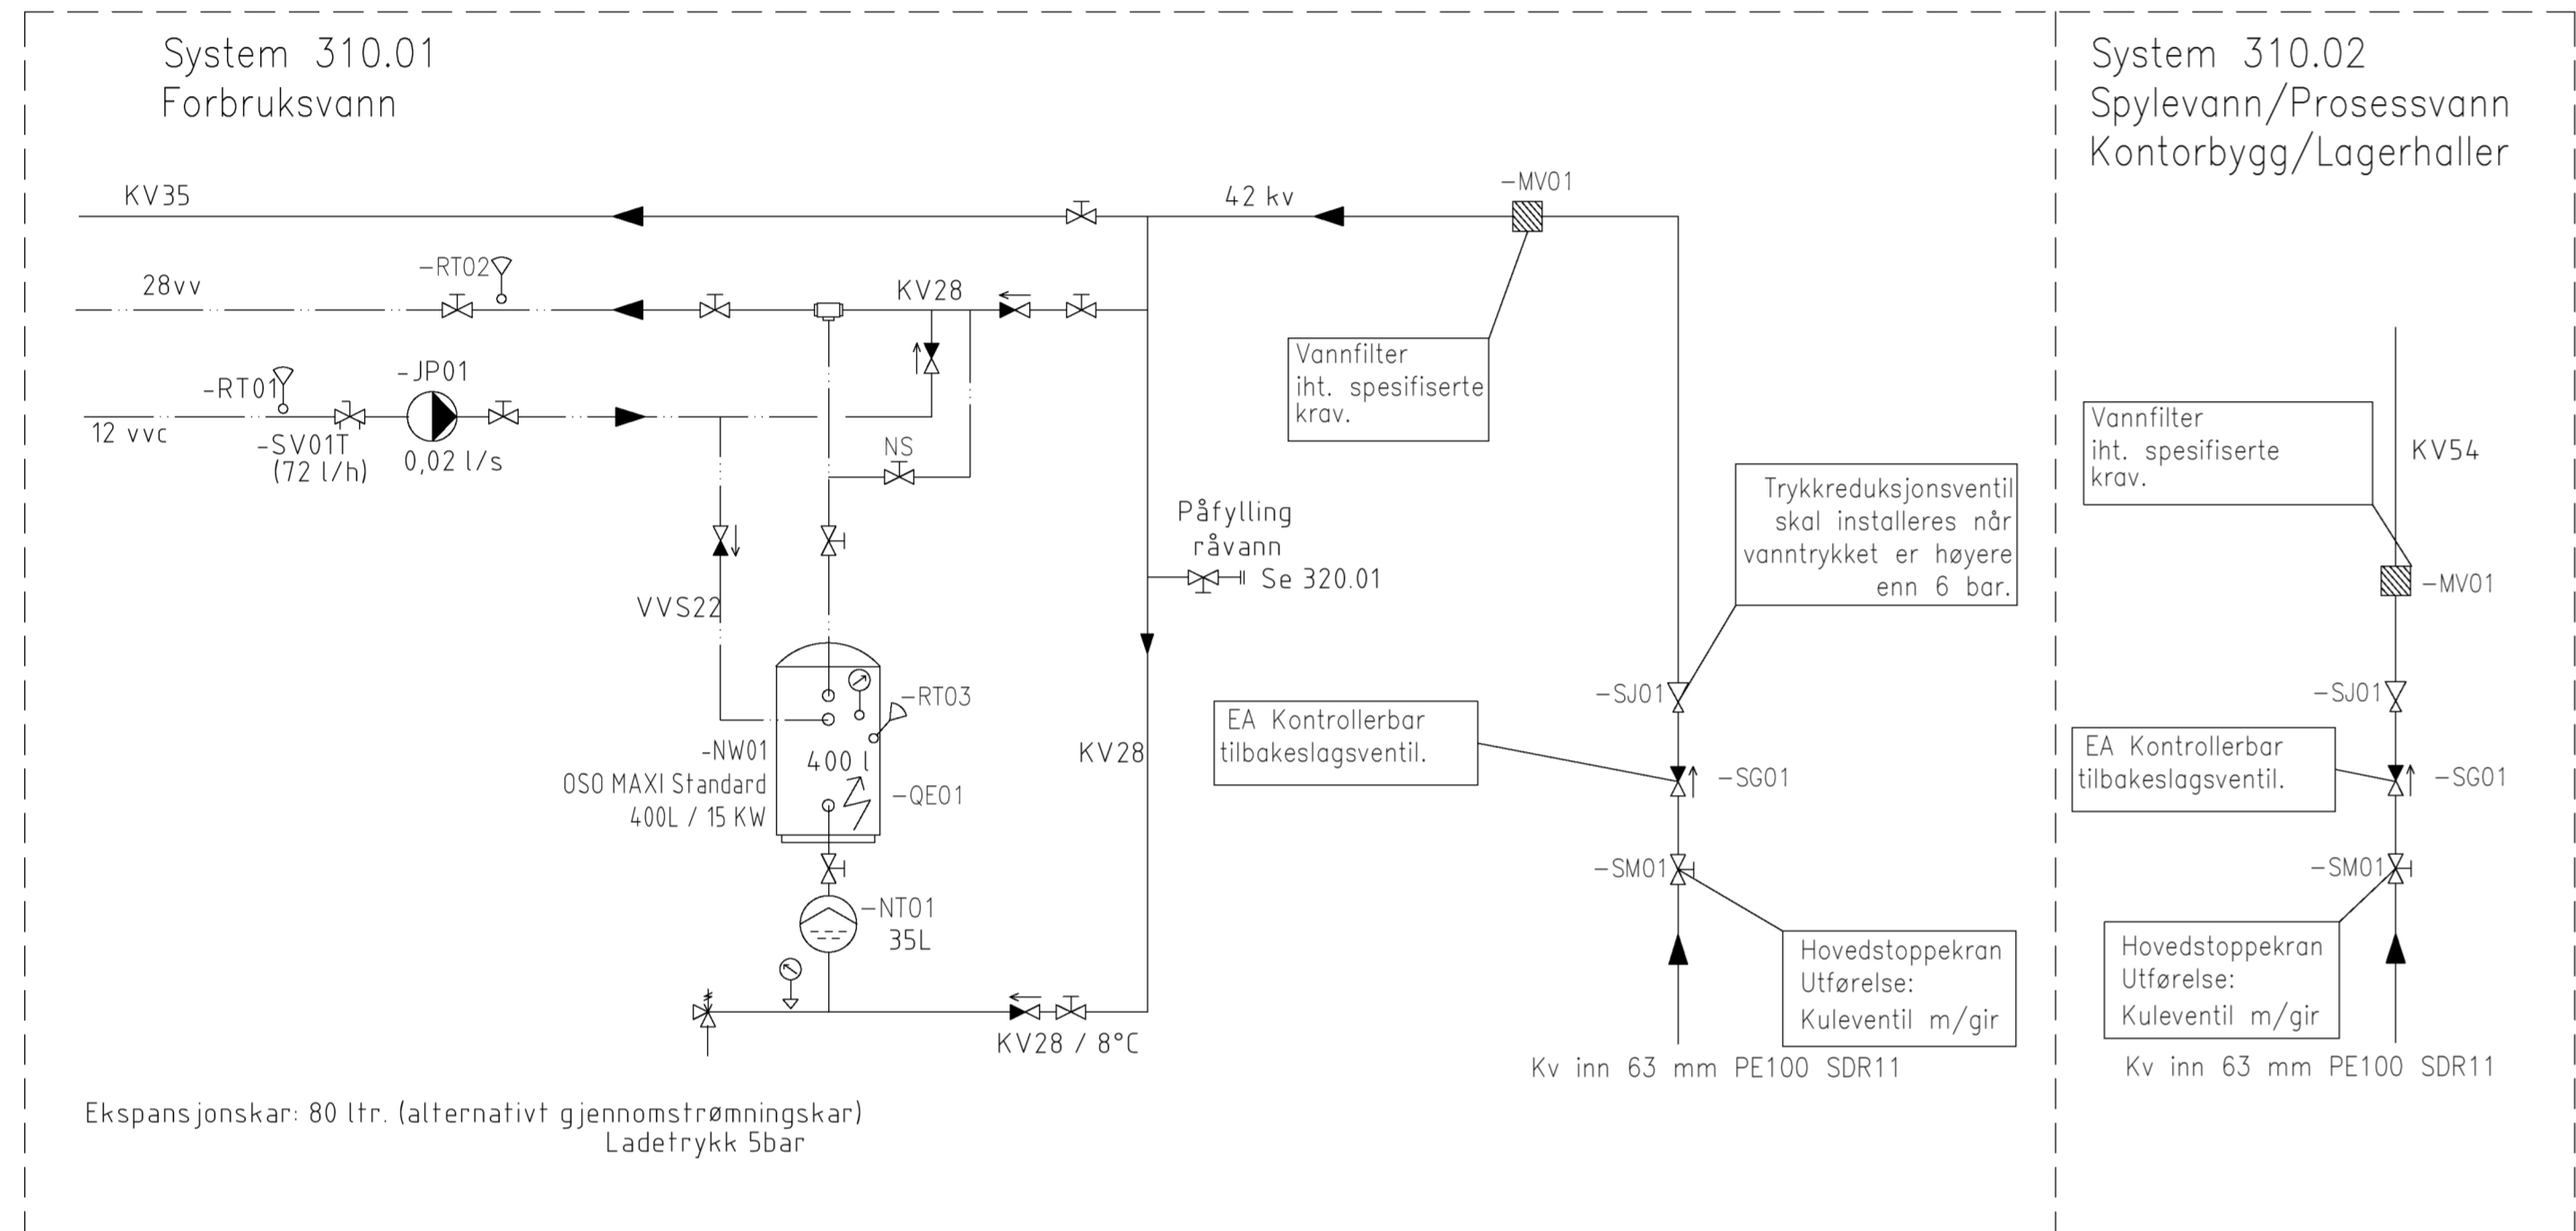 System 310.01
Forbruksvann
System 310.02
Spylevann/Prosessvann
Kontorbygg/Lagerhaller
KV35
42 kv
-MV01
28vv
-RT02
KV28
-RT01
-JP01
12 vvc
-SV01T
(72 l/h)
0,02 l/s
NS
Vannfilter
iht. spesifiserte
krav.
Påfylling
råvann
Se 320.01
Trykkreduksjonsventil
skal installeres når
vanntrykket er høyere
enn 6 bar.
VVS22
-RT03
-NW01
OSO MAXI Standard
400L / 15 KW
400 l
-QE01
KV28
-NT01
35L
KV28 / 8°C
-SJ01
EA Kontrollerbar
tilbakeslagsventil.
-SG01
-SM01
Hovedstoppekran
Utførelse:
Kuleventil m/gir
Kv inn 63 mm PE100 SDR11
Ekspansjonskar: 80 ltr. (alternativt gjennomstrømningskar)
Ladetrykk 5bar
Vannfilter
iht. spesifiserte
krav.
KV54
-MV01
-SJ01
EA Kontrollerbar
tilbakeslagsventil.
-SG01
-SM01
Hovedstoppekran
Utførelse:
Kuleventil m/gir
Kv inn 63 mm PE100 SDR11